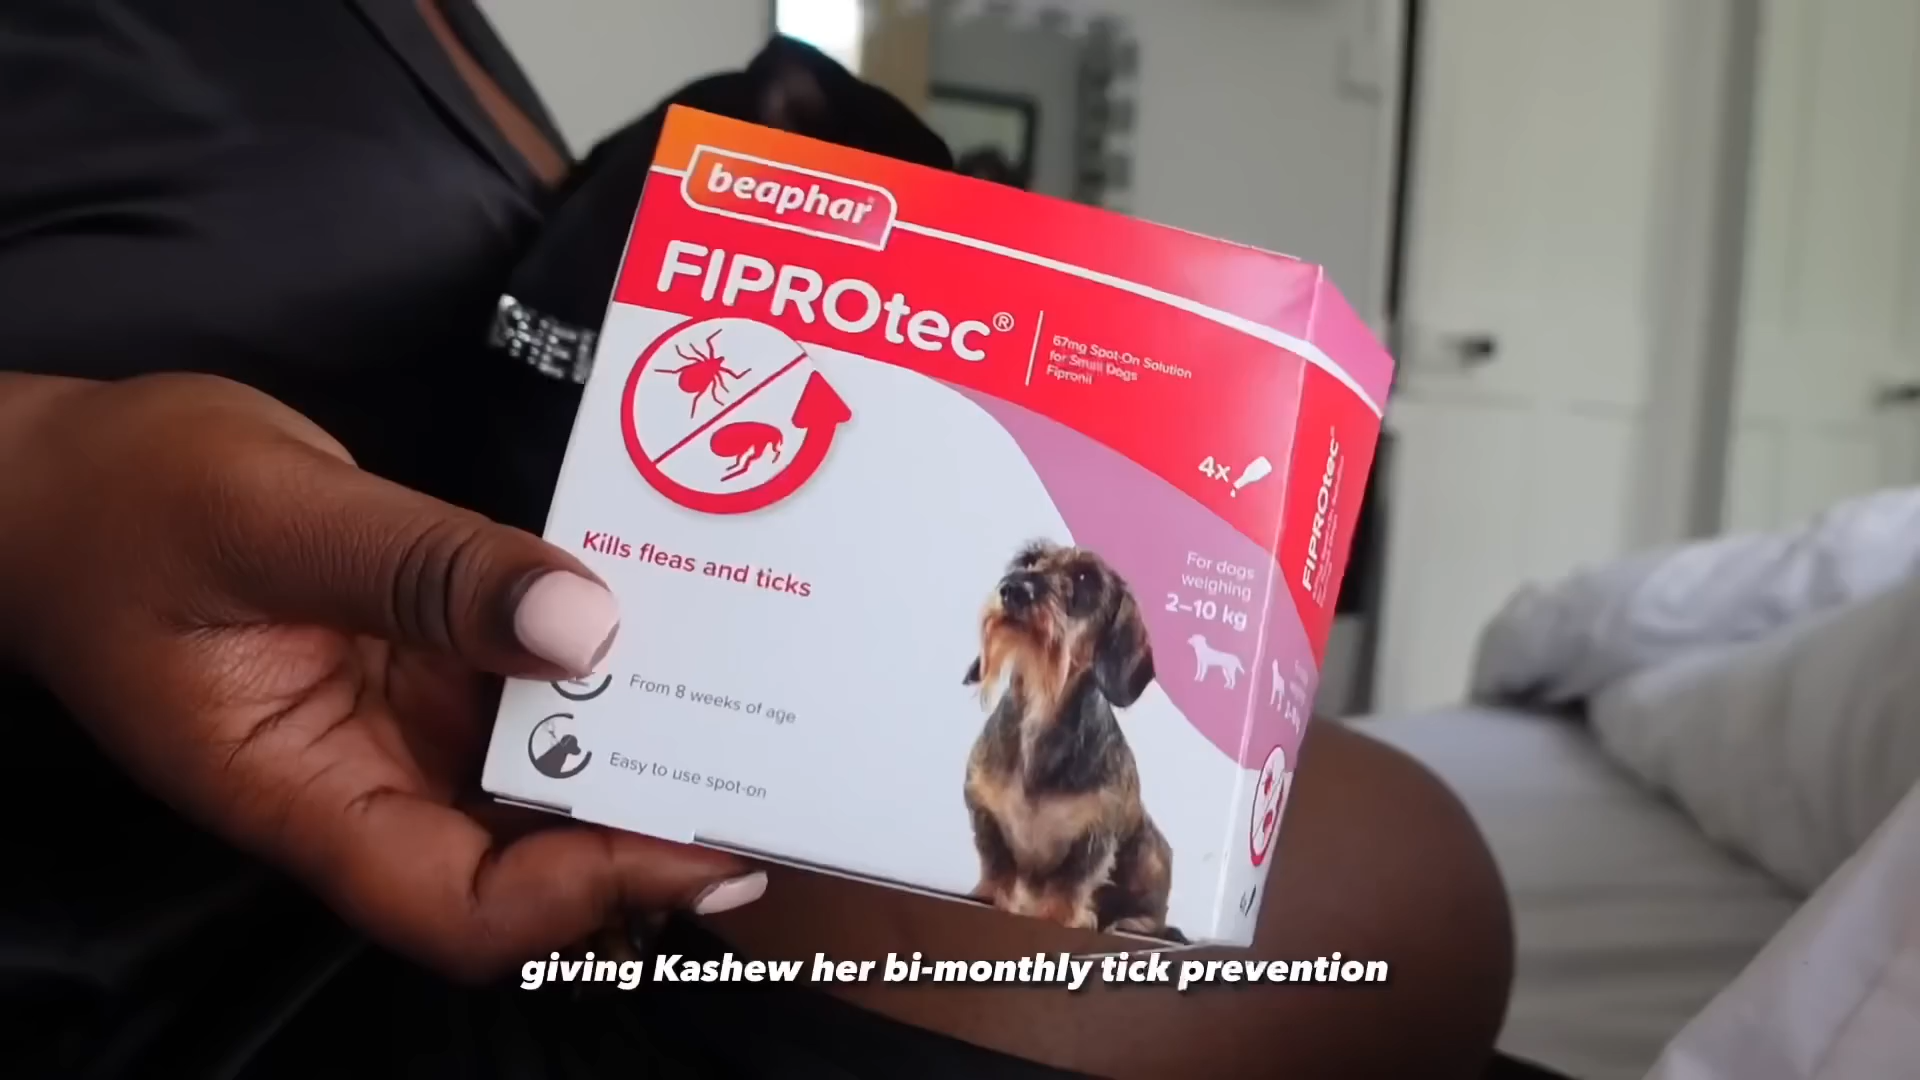 beaphar
FIPROtec®
67mg Spot-On Solution
for Small Dogs
Fipronil
4x
Kills fleas and ticks
For dogs
weighing
2–10 kg
From 8 weeks of age
Easy to use spot-on
FIPROtec
giving Kashew her bi-monthly tick prevention